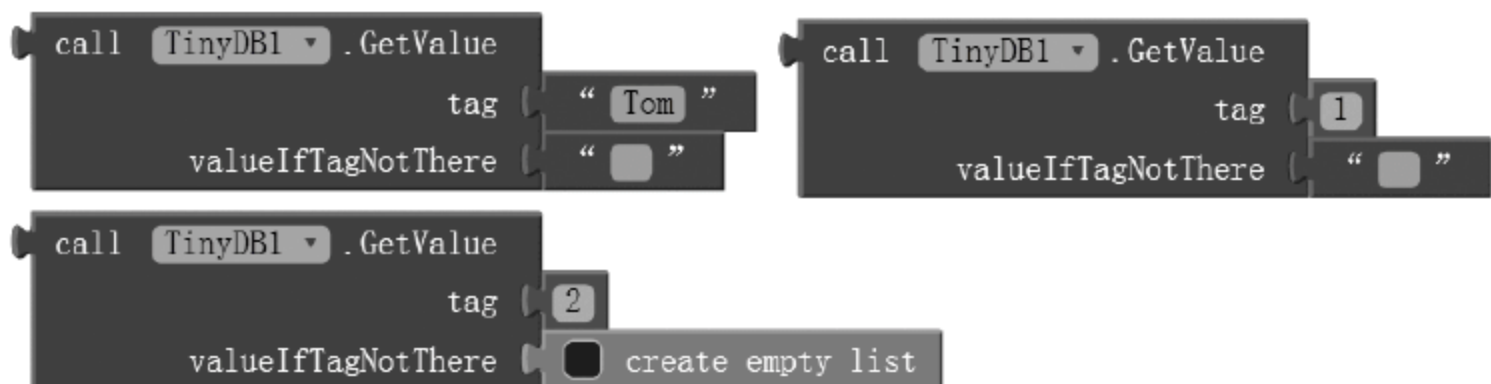 call TinyDB1 ▾ .GetValue
tag “ Tom ”
valueIfTagNotThere “ ”
call TinyDB1 ▾ .GetValue
tag 1
valueIfTagNotThere “ ”
call TinyDB1 ▾ .GetValue
tag 2
valueIfTagNotThere create empty list